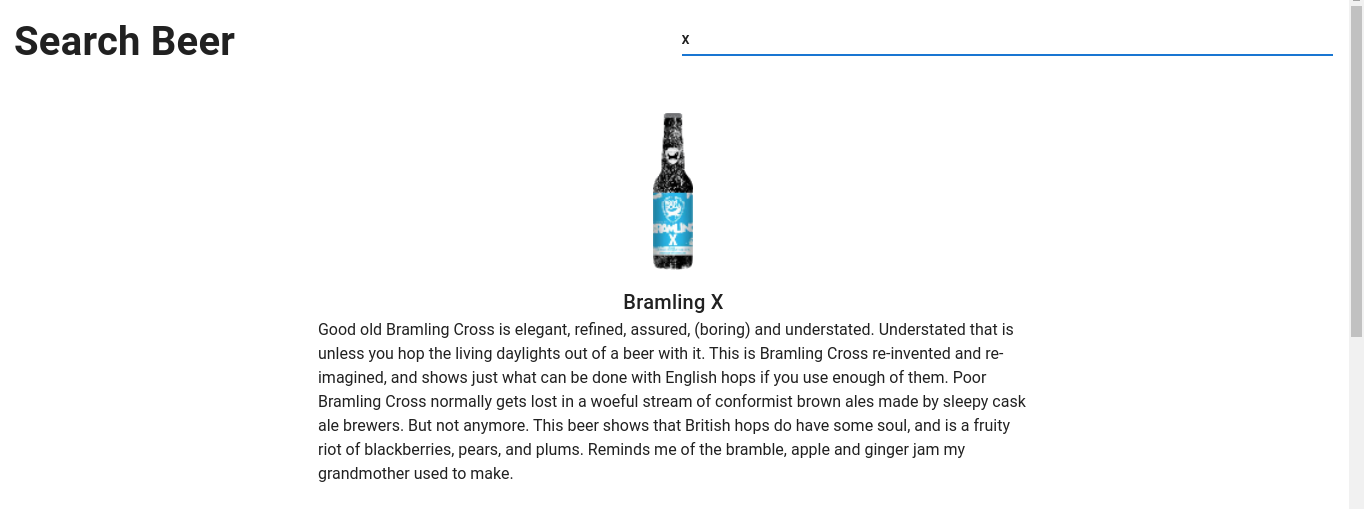 Search Beer
x
BRAMLING
X
Bramling X
Good old Bramling Cross is elegant, refined, assured, (boring) and understated. Understated that is
unless you hop the living daylights out of a beer with it. This is Bramling Cross re-invented and re-
imagined, and shows just what can be done with English hops if you use enough of them. Poor
Bramling Cross normally gets lost in a woeful stream of conformist brown ales made by sleepy cask
ale brewers. But not anymore. This beer shows that British hops do have some soul, and is a fruity
riot of blackberries, pears, and plums. Reminds me of the bramble, apple and ginger jam my
grandmother used to make.